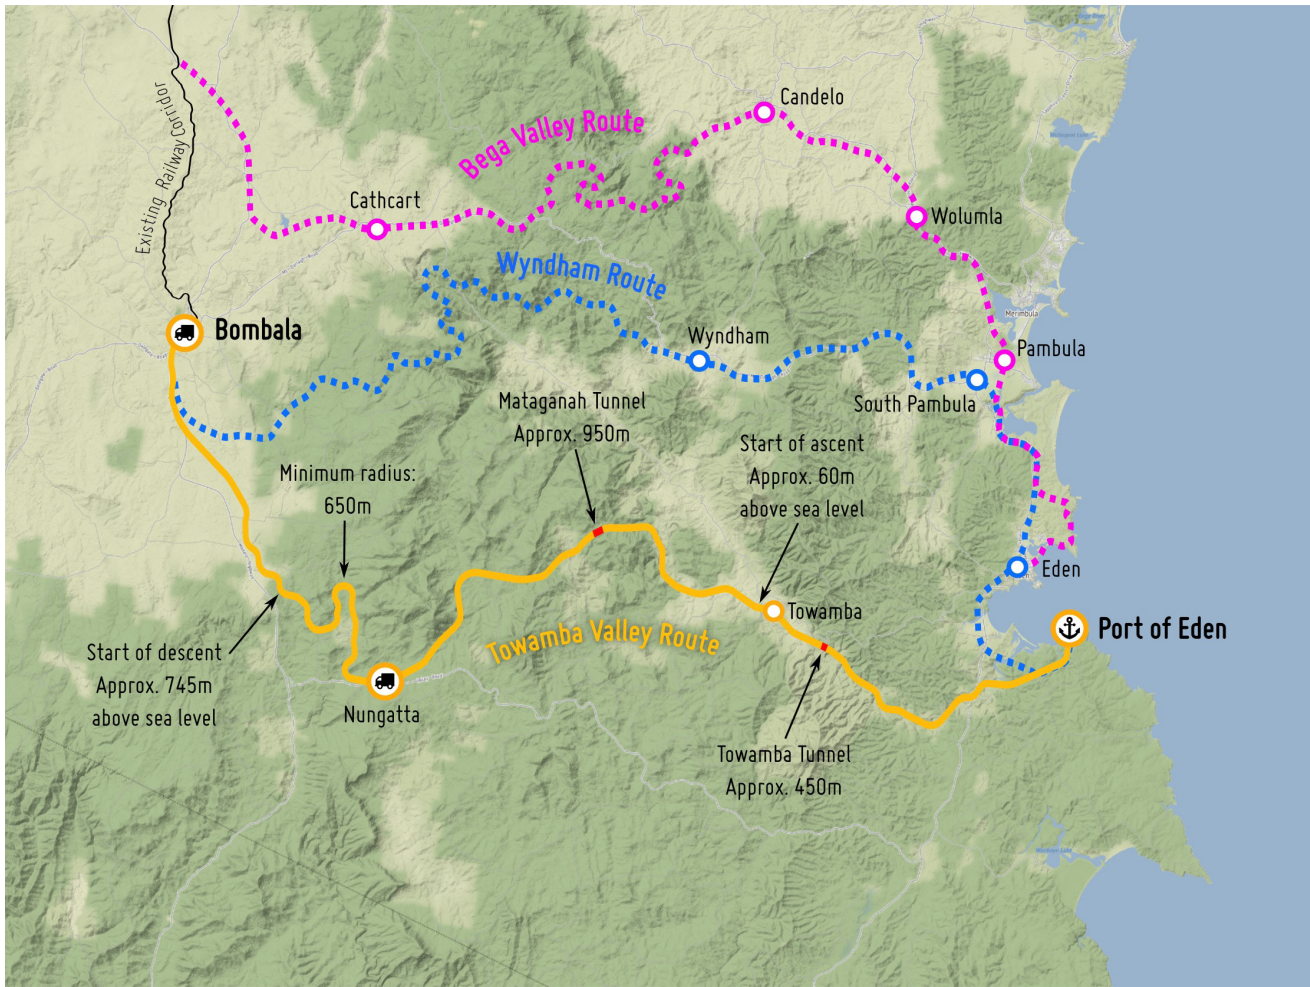 Candelo
Bega Valley Route
Existing Railway Corridor
Cathcart
Wolumla
Wyndham Route
Merimbula
Bombala
Wyndham
Pambula
South Pambula
Mataganah Tunnel
Approx. 950m
Start of ascent
Approx. 60m
above sea level
Minimum radius:
650m
Eden
Towamba
Port of Eden
Towamba Valley Route
Start of descent
Approx. 745m
above sea level
Nungatta
Towamba Tunnel
Approx. 450m